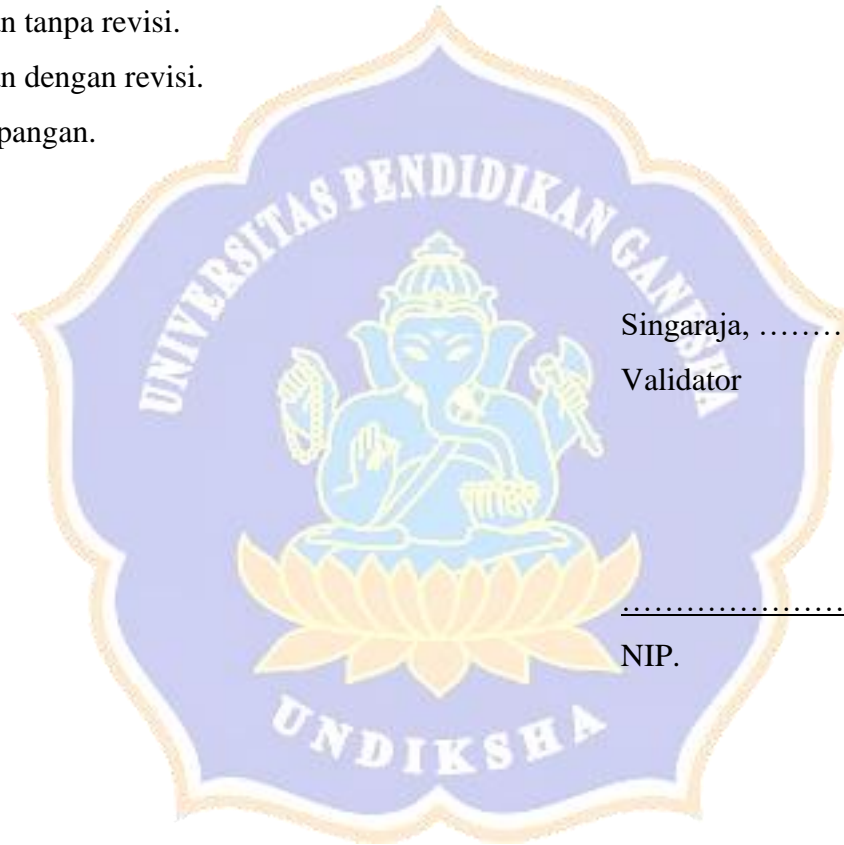 n tanpa revisi.
n dengan revisi.
pangan.
UNIVERSITAS PENDIDIKAN GANESHA
Singaraja, ………
Validator
……………………
NIP.
UNDIKSHA